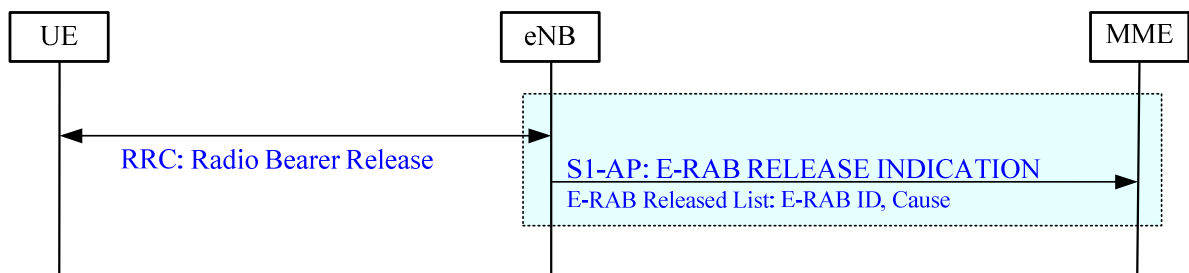 UE
eNB
MME
RRC: Radio Bearer Release
S1-AP: E-RAB RELEASE INDICATION
E-RAB Released List: E-RAB ID, Cause